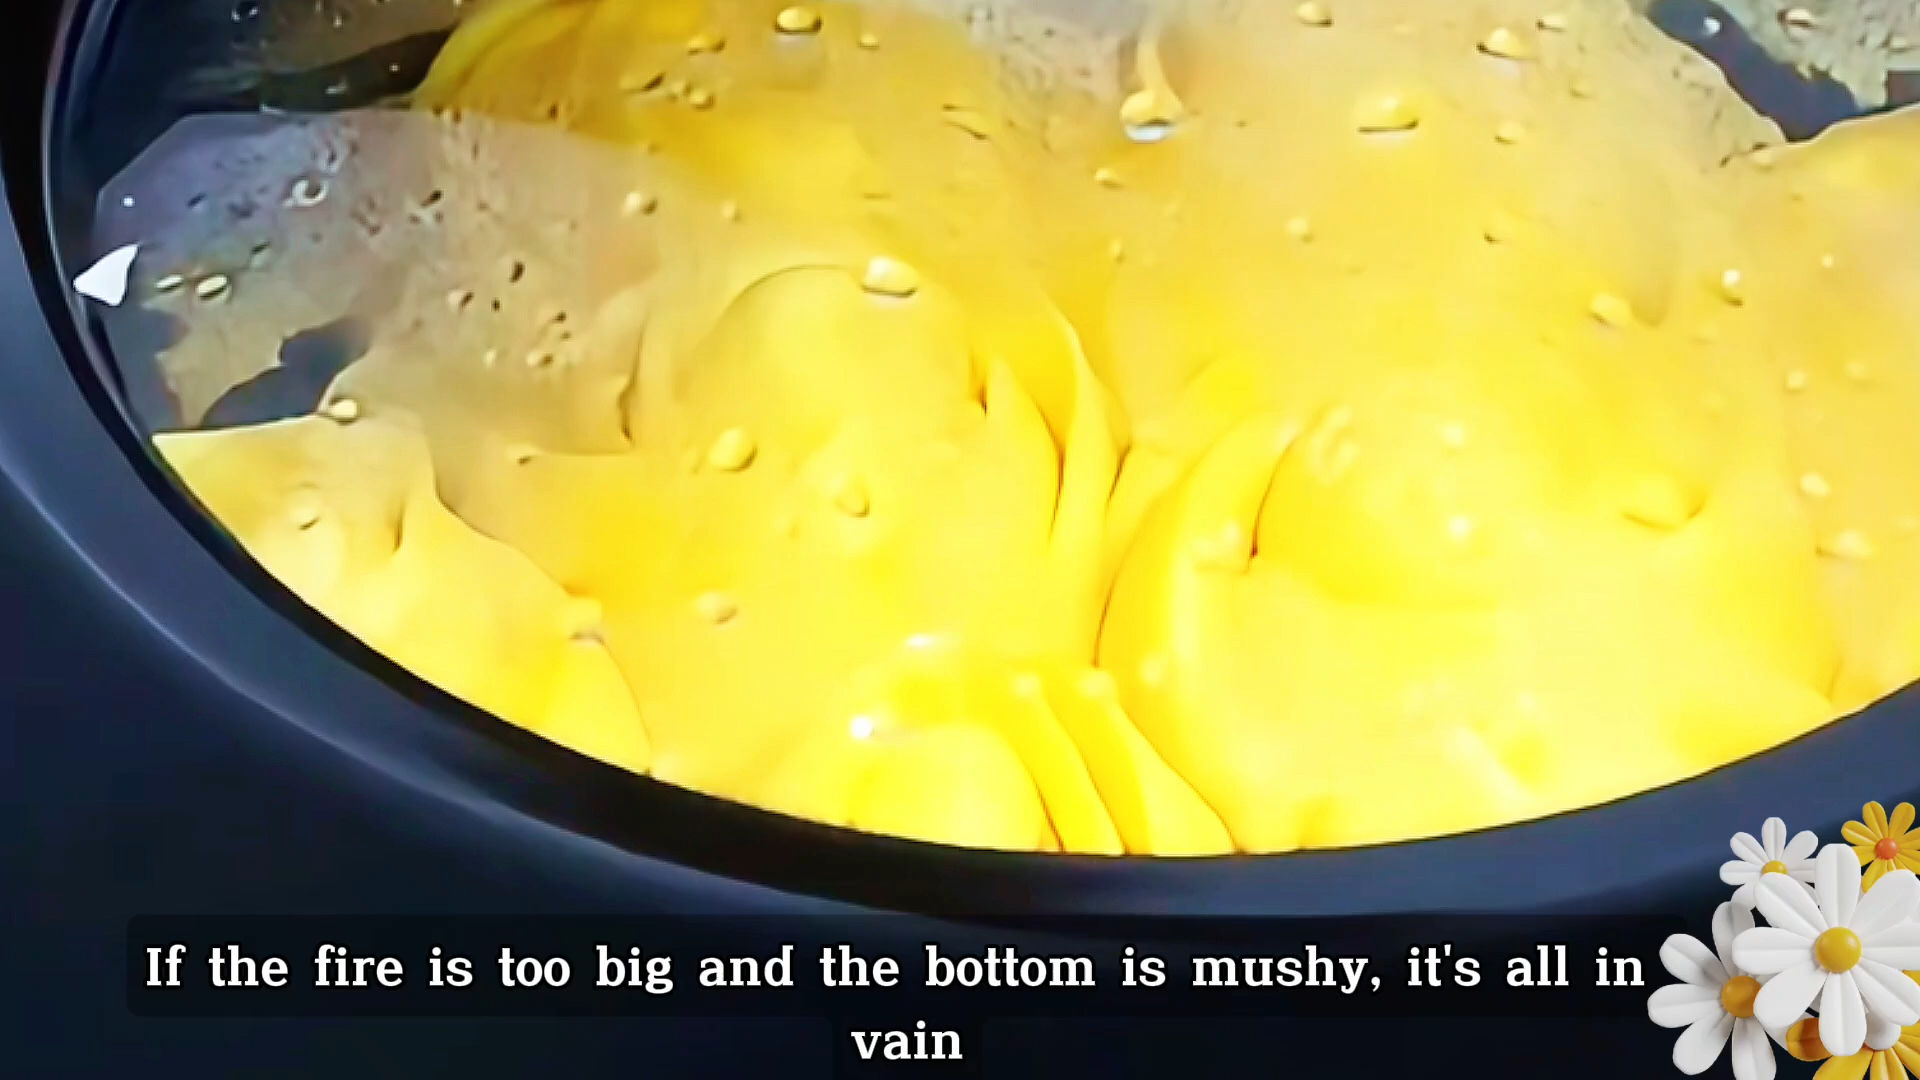 If the fire is too big and the bottom is mushy, it's all in
vain